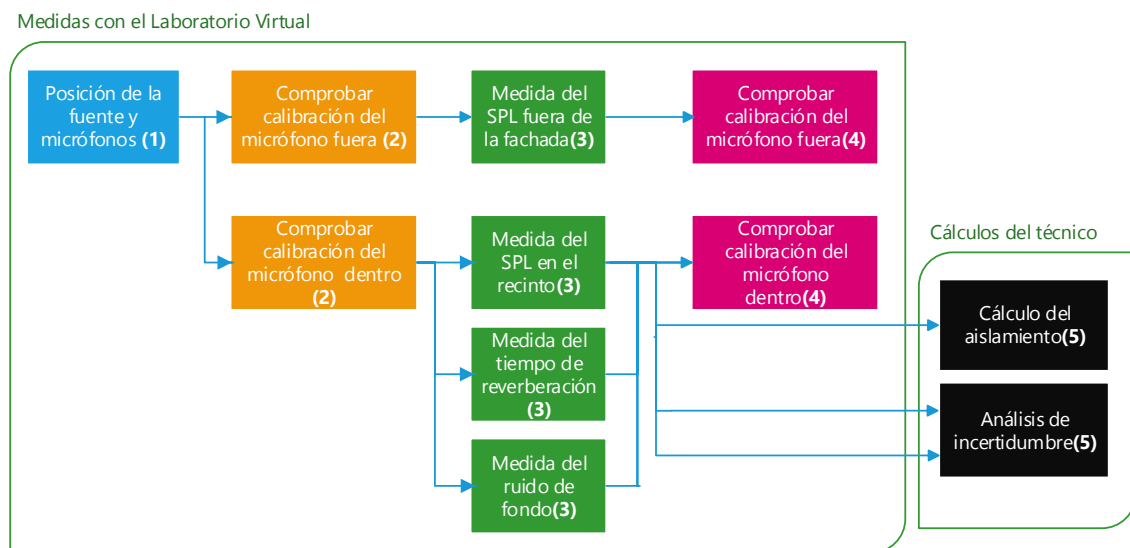 Medidas con el Laboratorio Virtual
Posición de la
fuente y
micrófonos (1)
Comprobar
calibración del
micrófono fuera (2)
Medida del
SPL fuera de
la fachada(3)
Comprobar
calibración del
micrófono fuera(4)
Comprobar
calibración del
micrófono dentro
(2)
Medida del
SPL en el
recinto(3)
Comprobar
calibración del
micrófono
dentro(4)
Medida del
tiempo de
reverberación
(3)
Medida del
ruido de
fondo(3)
Cálculos del técnico
Cálculo del
aislamiento(5)
Análisis de
incertidumbre(5)